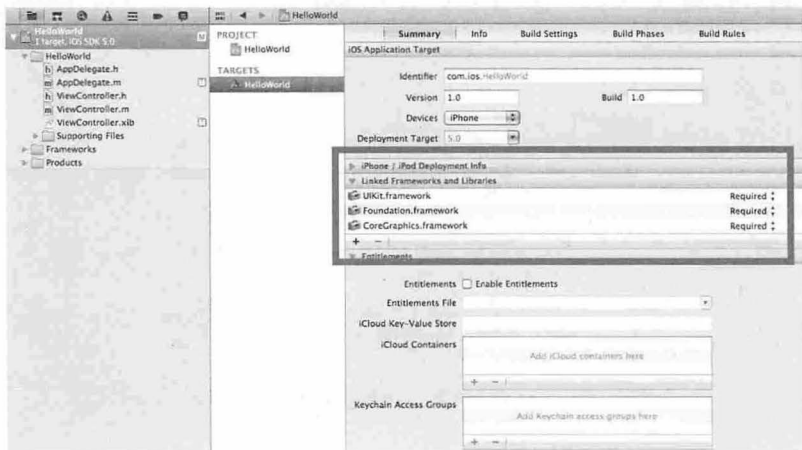 HelloWorld
HelloWorld
1 target, iOS SDK 5.0
M
HelloWorld
AppDelegate.h
AppDelegate.m
ViewController.h
ViewController.m
ViewController.xib
Supporting Files
Frameworks
Products
PROJECT
HelloWorld
TARGETS
HelloWorld
Summary Info Build Settings Build Phases Build Rules
iOS Application Target
Identifier com.ios.HelloWorld
Version 1.0 Build 1.0
Devices iPhone
Deployment Target 5.0
iPhone / iPod Deployment Info
Linked Frameworks and Libraries
UIKit.framework Required
Foundation.framework Required
CoreGraphics.framework Required
+ −
Entitlements
Entitlements Enable Entitlements
Entitlements File
iCloud Key-Value Store
iCloud Containers
Add iCloud containers here
+ −
Keychain Access Groups
Add Keychain access groups here
+ −